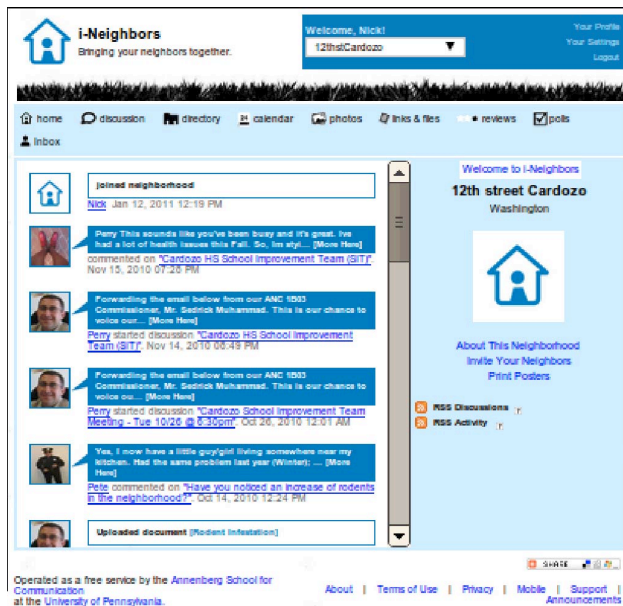 i-Neighbors
Bringing your neighbors together.
Welcome, Nick!
12thstCardozo
Your Profile
Your Settings
Logout
home
discussion
directory
calendar
photos
links & files
reviews
polls
Inbox
joined neighborhood
Nick Jan 12, 2011 12:19 PM
Perry This sounds like you've been busy and it's great. Ive
had a lot of health issues this Fall. So, Im styl... [More Here]
commented on "Cardozo HS School Improvement Team (SIT)".
Nov 15, 2010 07:26 PM
Forwarding the email below from our ANC 1B03
Commissioner, Mr. Sedrick Muhammad. This is our chance to
voice our... [More Here]
Perry started discussion "Cardozo HS School Improvement
Team (SIT)". Nov 14, 2010 06:49 PM
Forwarding the email below from our ANC 1B03
Commissioner, Mr. Sedrick Muhammad. This is our chance to
voice ou... [More Here]
Perry started discussion "Cardozo School Improvement Team
Meeting - Tue 10/26 @ 6:30pm". Oct 26, 2010 12:01 AM
Yes, I now have a little guy/girl living somewhere near my
kitchen. Had the same problem last year (Winter); ... [More
Here]
Pete commented on "Have you noticed an increase of rodents
in the neighborhood?". Oct 14, 2010 12:24 PM
Uploaded document [Rodent Infestation]
Welcome to I-Neighbors
12th street Cardozo
Washington
About This Neighborhood
Invite Your Neighbors
Print Posters
RSS Discussions ?
RSS Activity ?
SHARE
Operated as a free service by the Annenberg School for
Communication
at the University of Pennsylvania.
About | Terms of Use | Privacy | Mobile | Support |
Announcements